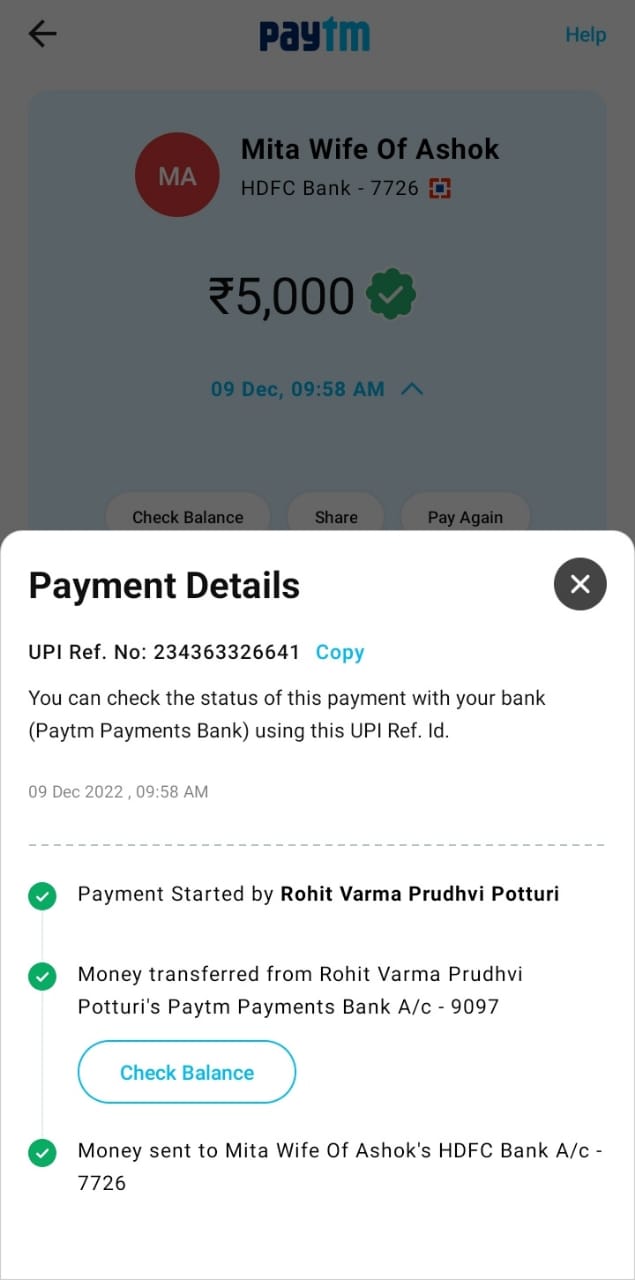 paytm
Help
MA
Mita Wife Of Ashok
HDFC Bank - 7726
₹5,000
09 Dec, 09:58 AM
Check Balance
Share
Pay Again
Payment Details
UPI Ref. No: 234363326641 Copy
You can check the status of this payment with your bank
(Paytm Payments Bank) using this UPI Ref. Id.
09 Dec 2022 , 09:58 AM
Payment Started by Rohit Varma Prudhvi Potturi
Money transferred from Rohit Varma Prudhvi
Potturi's Paytm Payments Bank A/c - 9097
Check Balance
Money sent to Mita Wife Of Ashok's HDFC Bank A/c -
7726